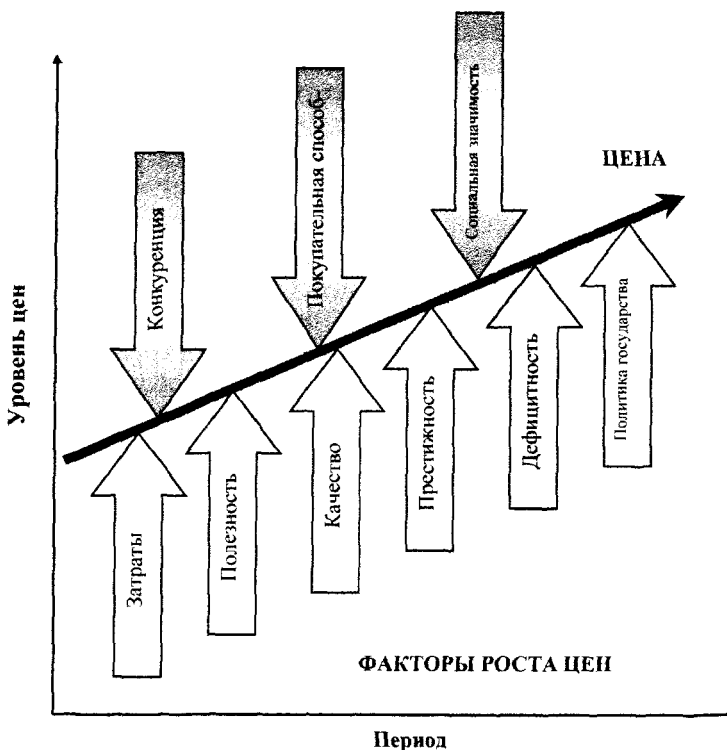 Уровень цен
Конкуренция
Покупательная способ-
Социальная значимость
ЦЕНА
Затраты
Полезность
Качество
Престижность
Дефицитность
Политика государства
ФАКТОРЫ РОСТА ЦЕН
Период